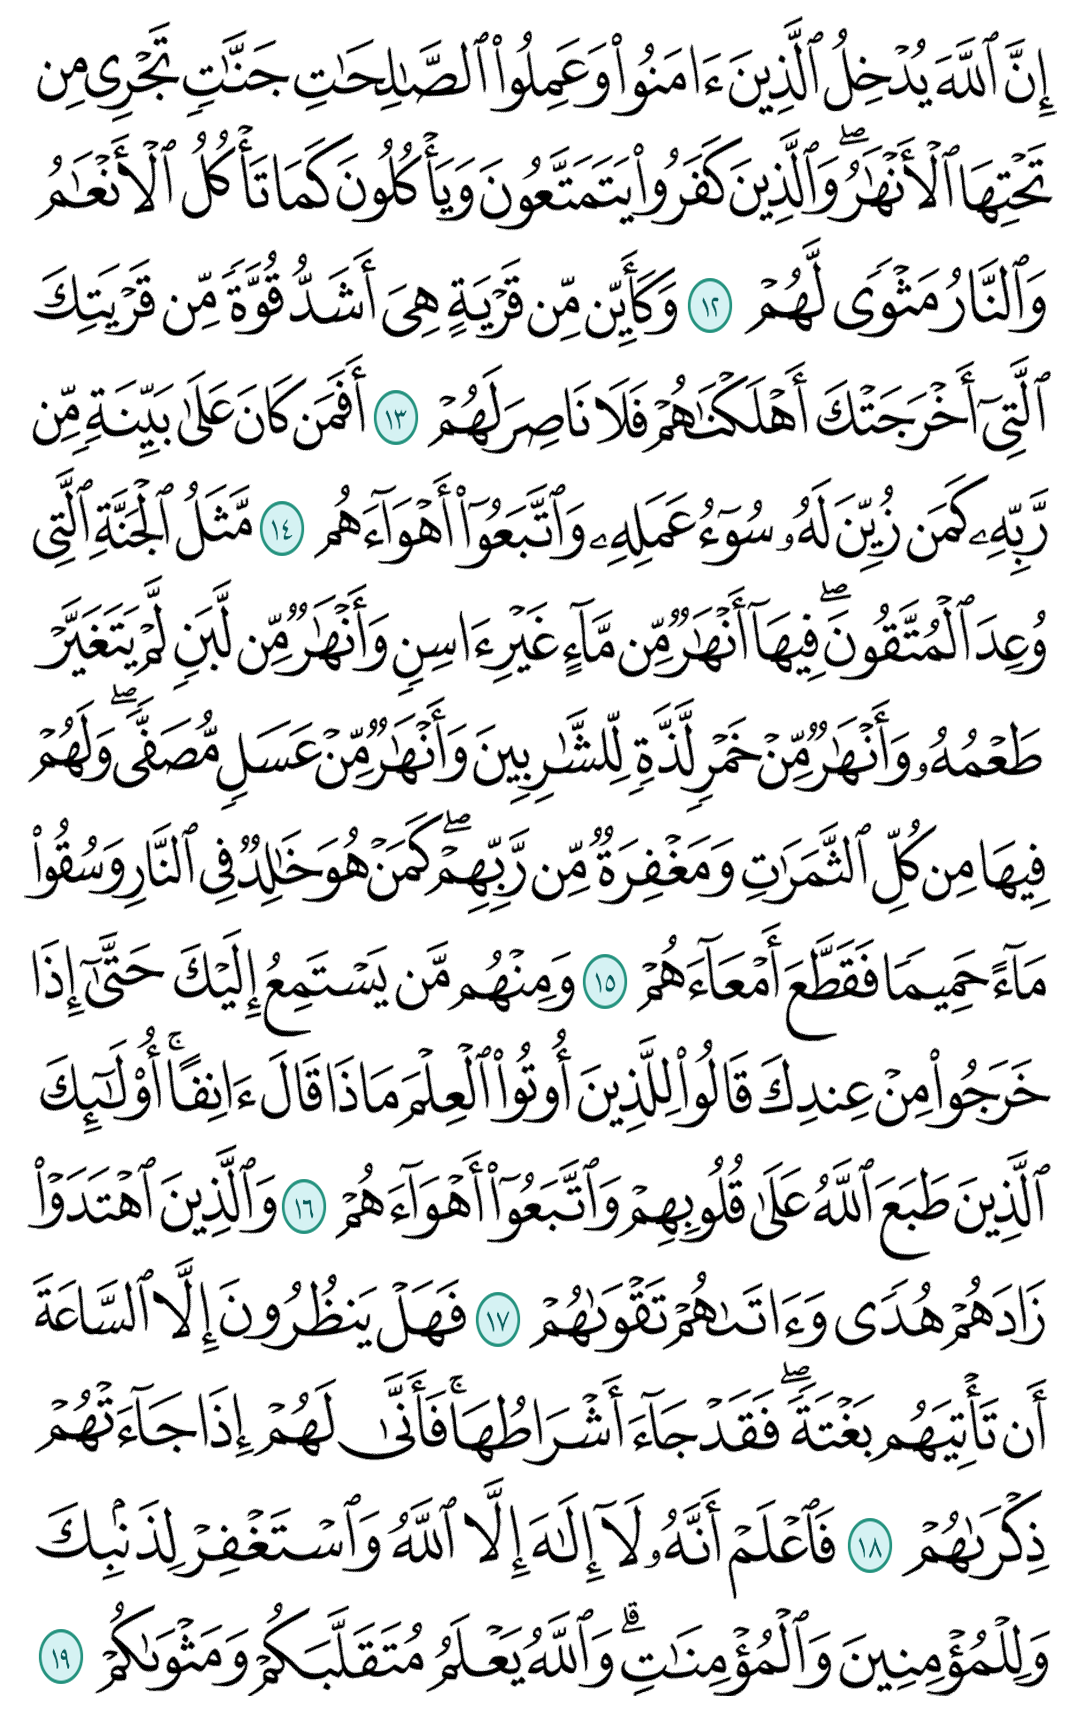 إِنَّ ٱللَّهَ يُدْخِلُ ٱلَّذِينَ ءَامَنُوا۟ وَعَمِلُوا۟ ٱلصَّـٰلِحَـٰتِ جَنَّـٰتٍ تَجْرِى مِن
تَحْتِهَا ٱلْأَنْهَـٰرُ ۖ وَٱلَّذِينَ كَفَرُوا۟ يَتَمَتَّعُونَ وَيَأْكُلُونَ كَمَا تَأْكُلُ ٱلْأَنْعَـٰمُ
وَٱلنَّارُ مَثْوًى لَّهُمْ ١٢ وَكَأَيِّن مِّن قَرْيَةٍ هِىَ أَشَدُّ قُوَّةً مِّن قَرْيَتِكَ
ٱلَّتِىٓ أَخْرَجَتْكَ أَهْلَكْنَـٰهُمْ فَلَا نَاصِرَ لَهُمْ ١٣ أَفَمَن كَانَ عَلَىٰ بَيِّنَةٍ مِّن
رَّبِّهِۦ كَمَن زُيِّنَ لَهُۥ سُوٓءُ عَمَلِهِۦ وَٱتَّبَعُوٓا۟ أَهْوَآءَهُم ١٤ مَّثَلُ ٱلْجَنَّةِ ٱلَّتِى
وُعِدَ ٱلْمُتَّقُونَ ۖ فِيهَآ أَنْهَـٰرٌ مِّن مَّآءٍ غَيْرِ ءَاسِنٍ وَأَنْهَـٰرٌ مِّن لَّبَنٍ لَّمْ يَتَغَيَّرْ
طَعْمُهُۥ وَأَنْهَـٰرٌ مِّنْ خَمْرٍ لَّذَّةٍ لِّلشَّـٰرِبِينَ وَأَنْهَـٰرٌ مِّنْ عَسَلٍ مُّصَفًّى ۖ وَلَهُمْ
فِيهَا مِن كُلِّ ٱلثَّمَرَٰتِ وَمَغْفِرَةٌ مِّن رَّبِّهِمْ ۖ كَمَنْ هُوَ خَـٰلِدٌ فِى ٱلنَّارِ وَسُقُوا۟
مَآءً حَمِيمًا فَقَطَّعَ أَمْعَآءَهُمْ ١٥ وَمِنْهُم مَّن يَسْتَمِعُ إِلَيْكَ حَتَّىٰٓ إِذَا
خَرَجُوا۟ مِنْ عِندِكَ قَالُوا۟ لِلَّذِينَ أُوتُوا۟ ٱلْعِلْمَ مَاذَا قَالَ ءَانِفًا ۚ أُو۟لَـٰٓئِكَ
ٱلَّذِينَ طَبَعَ ٱللَّهُ عَلَىٰ قُلُوبِهِمْ وَٱتَّبَعُوٓا۟ أَهْوَآءَهُمْ ١٦ وَٱلَّذِينَ ٱهْتَدَوْا۟
زَادَهُمْ هُدًى وَءَاتَىٰهُمْ تَقْوَىٰهُمْ ١٧ فَهَلْ يَنظُرُونَ إِلَّا ٱلسَّاعَةَ
أَن تَأْتِيَهُم بَغْتَةً ۖ فَقَدْ جَآءَ أَشْرَاطُهَا ۚ فَأَنَّىٰ لَهُمْ إِذَا جَآءَتْهُمْ
ذِكْرَىٰهُمْ ١٨ فَٱعْلَمْ أَنَّهُۥ لَآ إِلَـٰهَ إِلَّا ٱللَّهُ وَٱسْتَغْفِرْ لِذَنۢبِكَ
وَلِلْمُؤْمِنِينَ وَٱلْمُؤْمِنَـٰتِ ۗ وَٱللَّهُ يَعْلَمُ مُتَقَلَّبَكُمْ وَمَثْوَىٰكُمْ ١٩